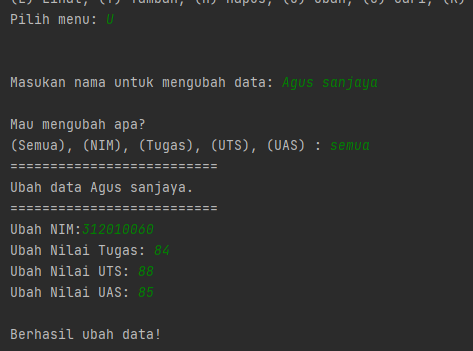 (L) Lihat, (T) Tambah, (H) Hapus, (U) Ubah, (C) Cari, (K)
Pilih menu: U
Masukan nama untuk mengubah data: Agus sanjaya
Mau mengubah apa?
(Semua), (NIM), (Tugas), (UTS), (UAS) : semua
==========================
Ubah data Agus sanjaya.
==========================
Ubah NIM:312010060
Ubah Nilai Tugas: 84
Ubah Nilai UTS: 88
Ubah Nilai UAS: 85
Berhasil ubah data!